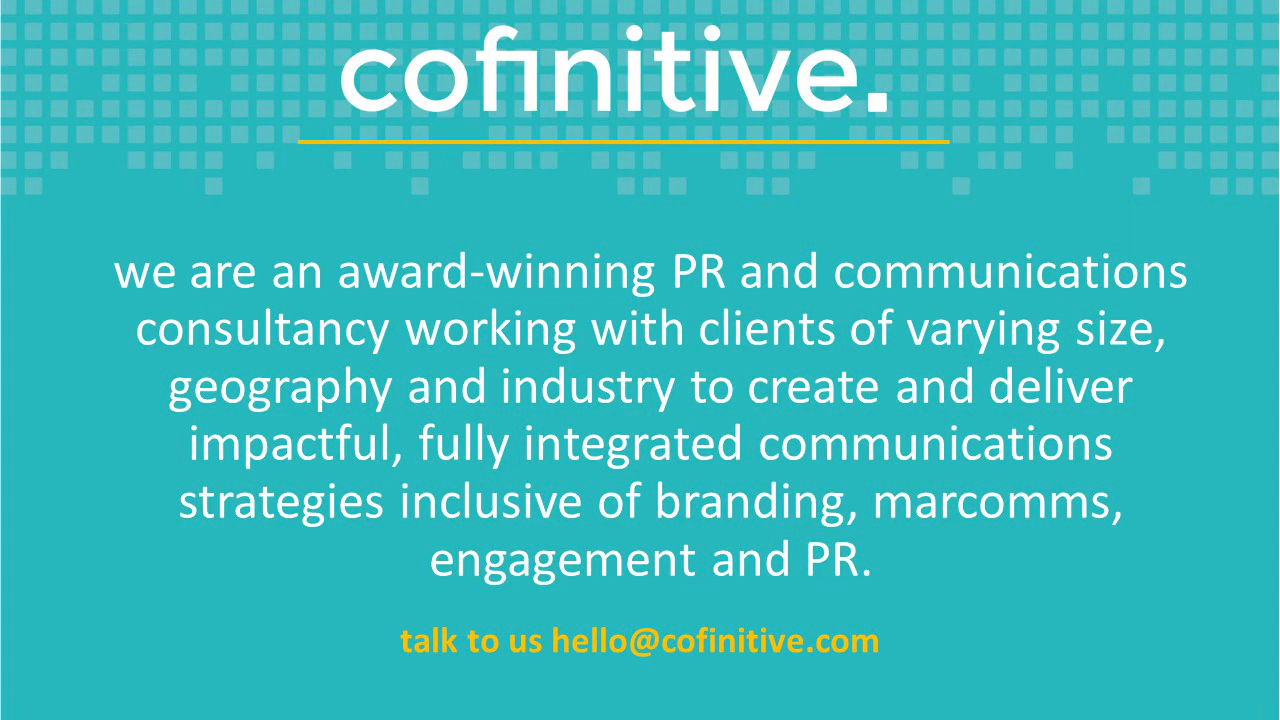 cofinitive.
we are an award-winning PR and communications
consultancy working with clients of varying size,
geography and industry to create and deliver
impactful, fully integrated communications
strategies inclusive of branding, marcomms,
engagement and PR.
talk to us hello@cofinitive.com